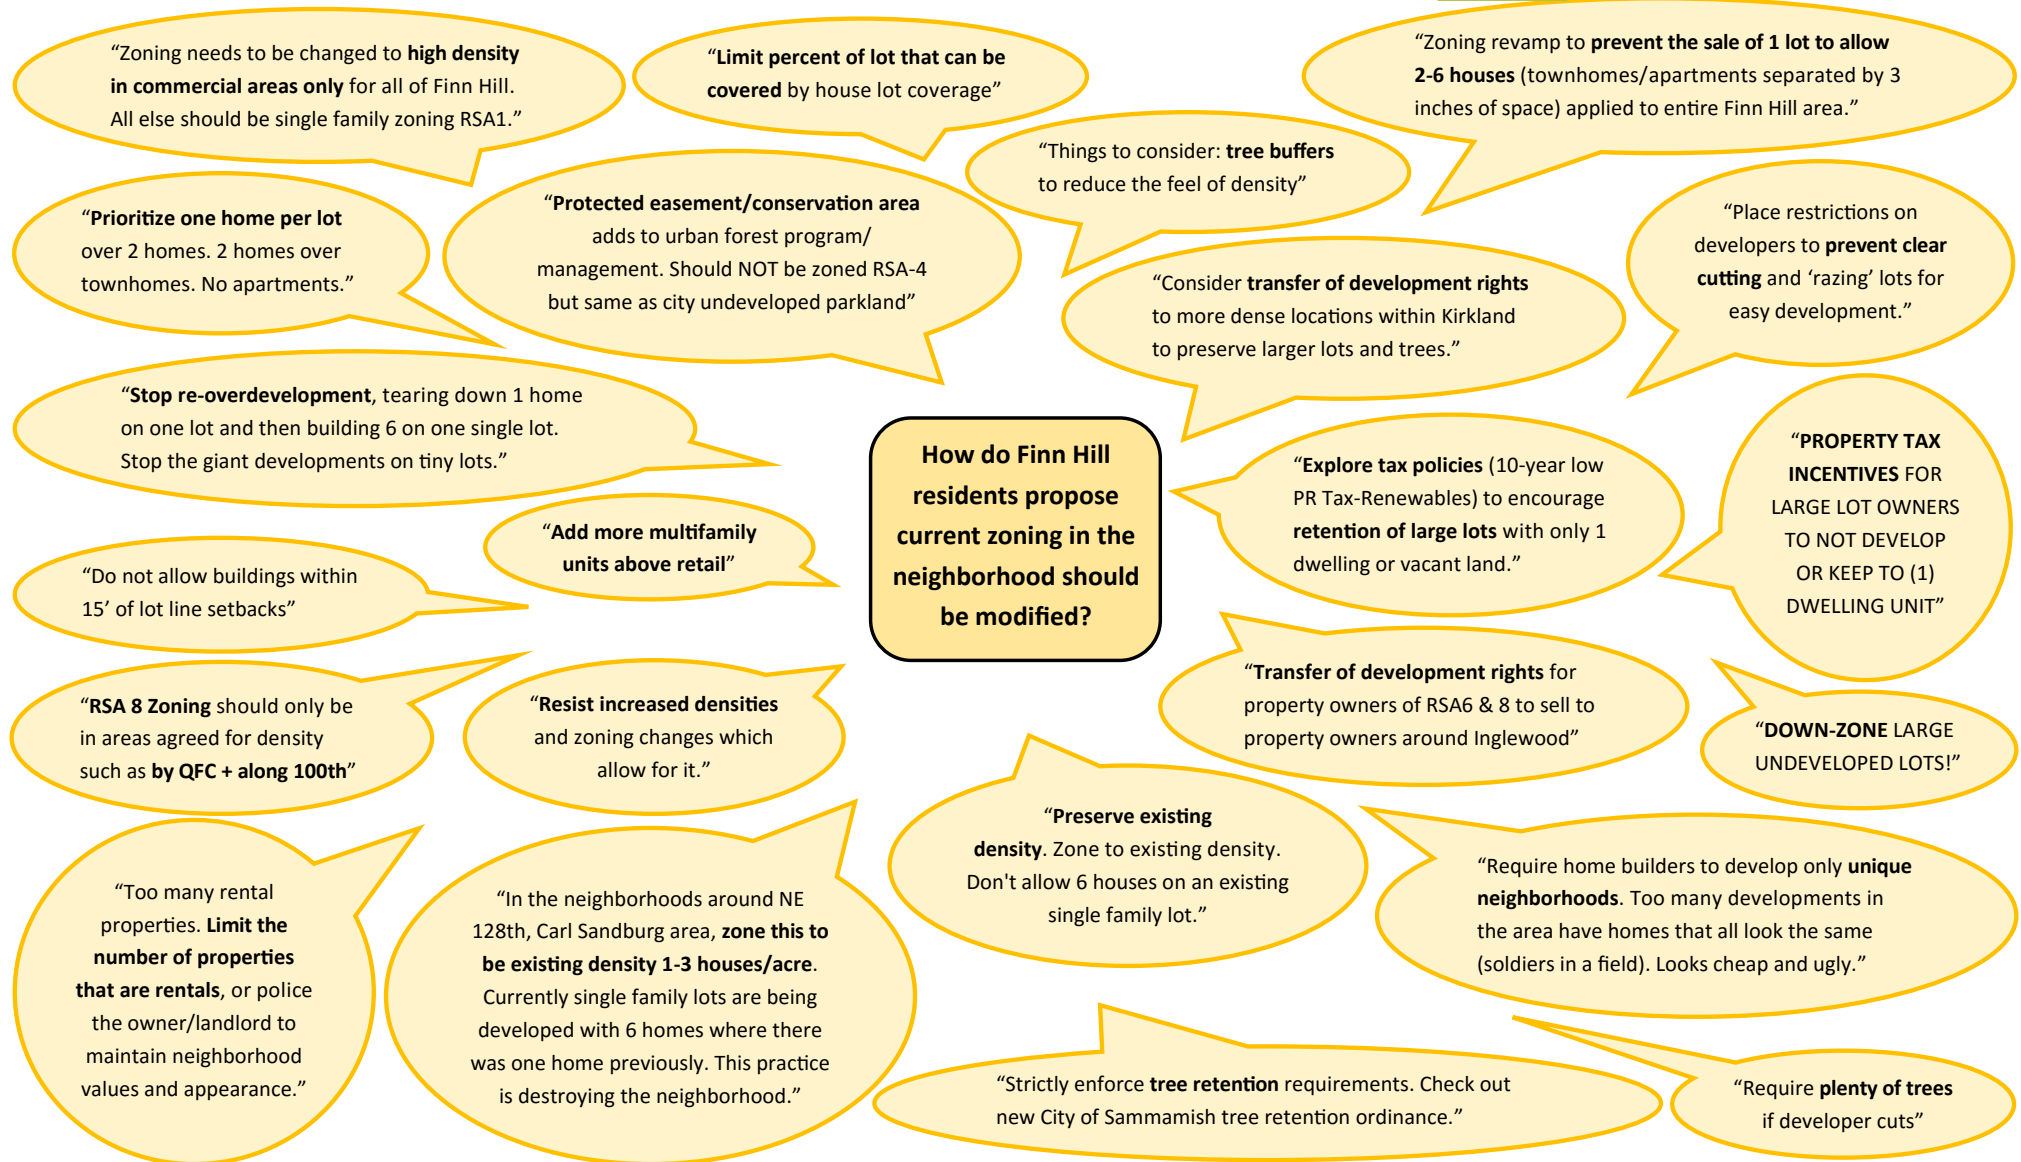 “Zoning needs to be changed to high density
in commercial areas only for all of Finn Hill.
All else should be single family zoning RSA1.”
“Limit percent of lot that can be
covered by house lot coverage”
“Zoning revamp to prevent the sale of 1 lot to allow
2-6 houses (townhomes/apartments separated by 3
inches of space) applied to entire Finn Hill area.”
“Things to consider: tree buffers
to reduce the feel of density”
“Prioritize one home per lot
over 2 homes. 2 homes over
townhomes. No apartments.”
“Protected easement/conservation area
adds to urban forest program/
management. Should NOT be zoned RSA-4
but same as city undeveloped parkland”
“Place restrictions on
developers to prevent clear
cutting and ‘razing’ lots for
easy development.”
“Consider transfer of development rights
to more dense locations within Kirkland
to preserve larger lots and trees.”
“Stop re-overdevelopment, tearing down 1 home
on one lot and then building 6 on one single lot.
Stop the giant developments on tiny lots.”
How do Finn Hill
residents propose
current zoning in the
neighborhood should
be modified?
“Explore tax policies (10-year low
PR Tax-Renewables) to encourage
retention of large lots with only 1
dwelling or vacant land.”
“PROPERTY TAX
INCENTIVES FOR
LARGE LOT OWNERS
TO NOT DEVELOP
OR KEEP TO (1)
DWELLING UNIT”
“Add more multifamily
units above retail”
“Do not allow buildings within
15’ of lot line setbacks”
“RSA 8 Zoning should only be
in areas agreed for density
such as by QFC + along 100th”
“Resist increased densities
and zoning changes which
allow for it.”
“Transfer of development rights for
property owners of RSA6 & 8 to sell to
property owners around Inglewood”
“DOWN-ZONE LARGE
UNDEVELOPED LOTS!”
“Preserve existing
density. Zone to existing density.
Don't allow 6 houses on an existing
single family lot.”
“Require home builders to develop only unique
neighborhoods. Too many developments in
the area have homes that all look the same
(soldiers in a field). Looks cheap and ugly.”
“Too many rental
properties. Limit the
number of properties
that are rentals, or police
the owner/landlord to
maintain neighborhood
values and appearance.”
“In the neighborhoods around NE
128th, Carl Sandburg area, zone this to
be existing density 1-3 houses/acre.
Currently single family lots are being
developed with 6 homes where there
was one home previously. This practice
is destroying the neighborhood.”
“Strictly enforce tree retention requirements. Check out
new City of Sammamish tree retention ordinance.”
“Require plenty of trees
if developer cuts”